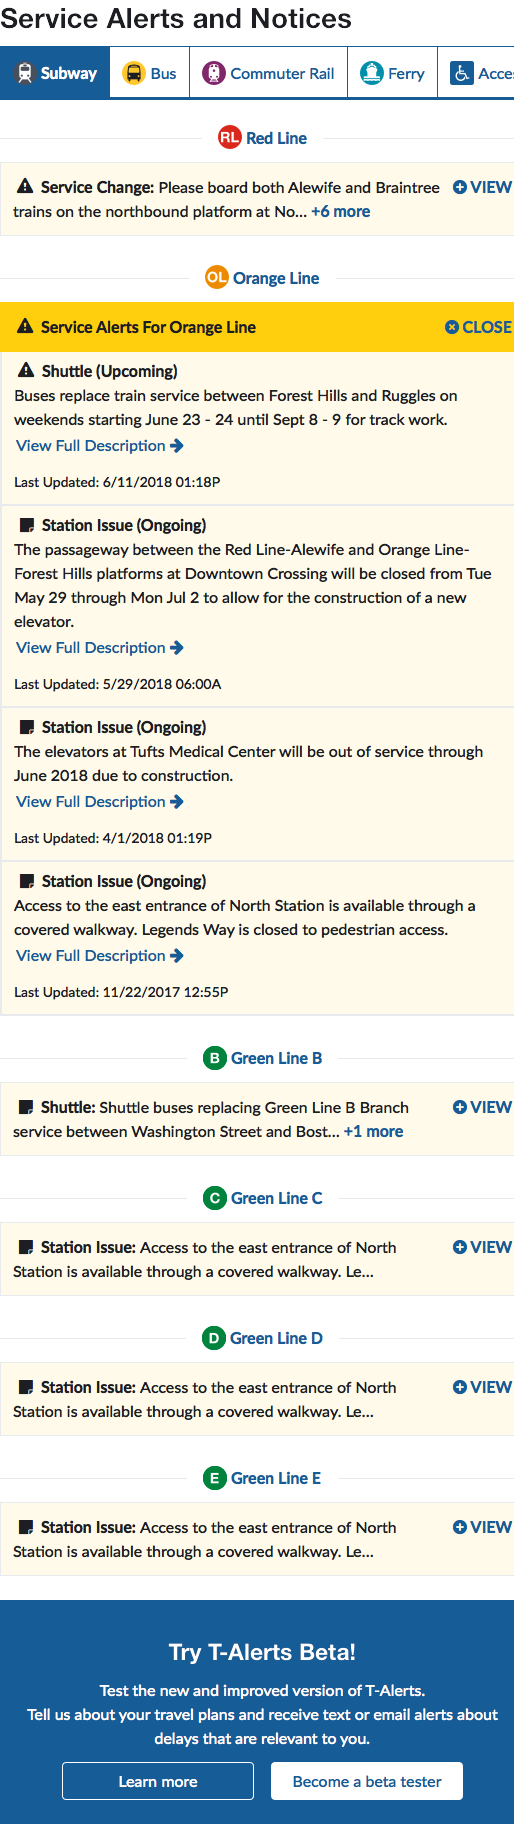 Service Alerts and Notices
Subway Bus Commuter Rail Ferry Acce
RL Red Line
Service Change: Please board both Alewife and Braintree VIEW
trains on the northbound platform at No... +6 more
OL Orange Line
Service Alerts For Orange Line CLOSE
Shuttle (Upcoming)
Buses replace train service between Forest Hills and Ruggles on
weekends starting June 23 - 24 until Sept 8 - 9 for track work.
View Full Description
Last Updated: 6/11/2018 01:18P
Station Issue (Ongoing)
The passageway between the Red Line-Alewife and Orange Line-
Forest Hills platforms at Downtown Crossing will be closed from Tue
May 29 through Mon Jul 2 to allow for the construction of a new
elevator.
View Full Description
Last Updated: 5/29/2018 06:00A
Station Issue (Ongoing)
The elevators at Tufts Medical Center will be out of service through
June 2018 due to construction.
View Full Description
Last Updated: 4/1/2018 01:19P
Station Issue (Ongoing)
Access to the east entrance of North Station is available through a
covered walkway. Legends Way is closed to pedestrian access.
View Full Description
Last Updated: 11/22/2017 12:55P
B Green Line B
Shuttle: Shuttle buses replacing Green Line B Branch VIEW
service between Washington Street and Bost... +1 more
C Green Line C
Station Issue: Access to the east entrance of North VIEW
Station is available through a covered walkway. Le...
D Green Line D
Station Issue: Access to the east entrance of North VIEW
Station is available through a covered walkway. Le...
E Green Line E
Station Issue: Access to the east entrance of North VIEW
Station is available through a covered walkway. Le...
Try T-Alerts Beta!
Test the new and improved version of T-Alerts.
Tell us about your travel plans and receive text or email alerts about
delays that are relevant to you.
Learn more Become a beta tester